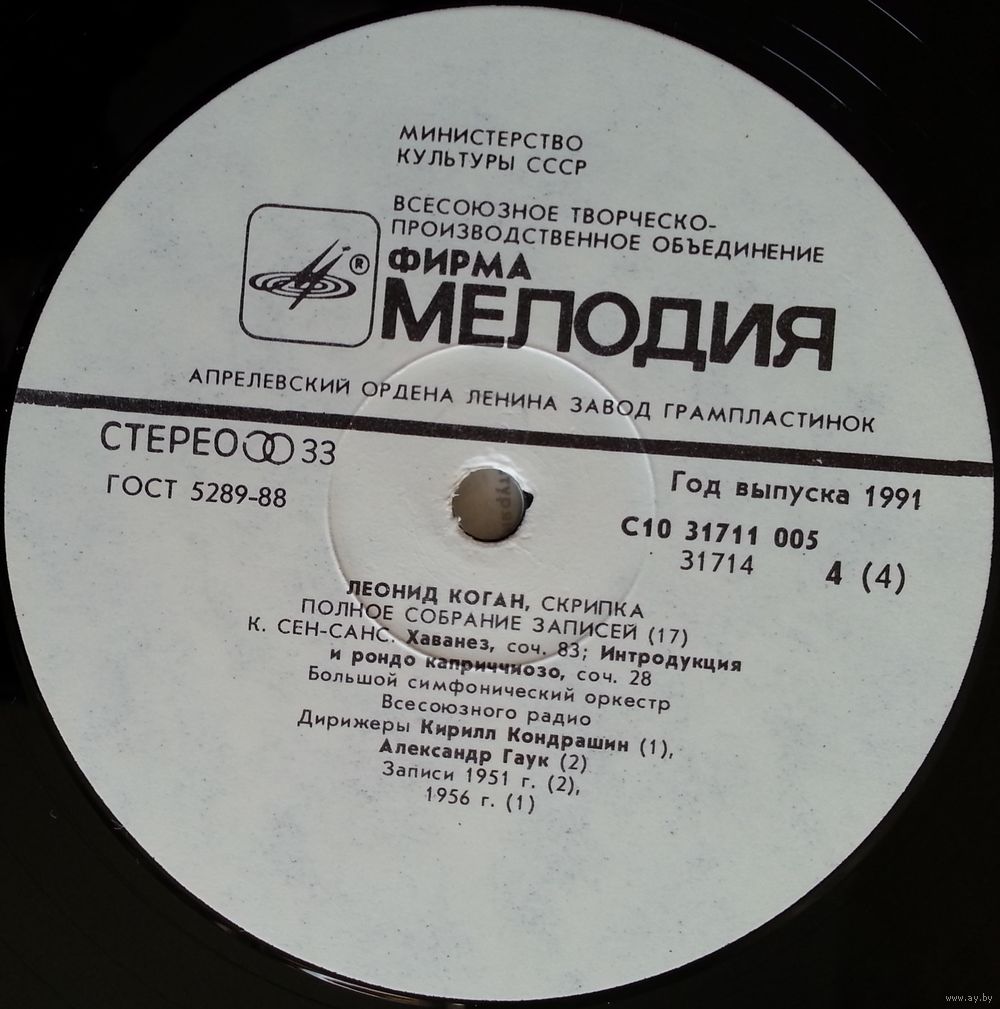 МИНИСТЕРСТВО
КУЛЬТУРЫ СССР
ВСЕСОЮЗНОЕ ТВОРЧЕСКО-
ПРОИЗВОДСТВЕННОЕ ОБЪЕДИНЕНИЕ
®
ФИРМА
МЕЛОДИЯ
АПРЕЛЕВСКИЙ ОРДЕНА ЛЕНИНА ЗАВОД ГРАМПЛАСТИНОК
СТЕРЕО 33
ГОСТ 5289-88
Год выпуска 1991
С10 31711 005
31714
4 (4)
ЛЕОНИД КОГАН, СКРИПКА
ПОЛНОЕ СОБРАНИЕ ЗАПИСЕЙ (17)
К. СЕН-САНС. Хаванез, соч. 83; Интродукция
и рондо каприччиозо, соч. 28
Большой симфонический оркестр
Всесоюзного радио
Дирижеры Кирилл Кондрашин (1),
Александр Гаук (2)
Записи 1951 г. (2),
1956 г. (1)
www.ay.by